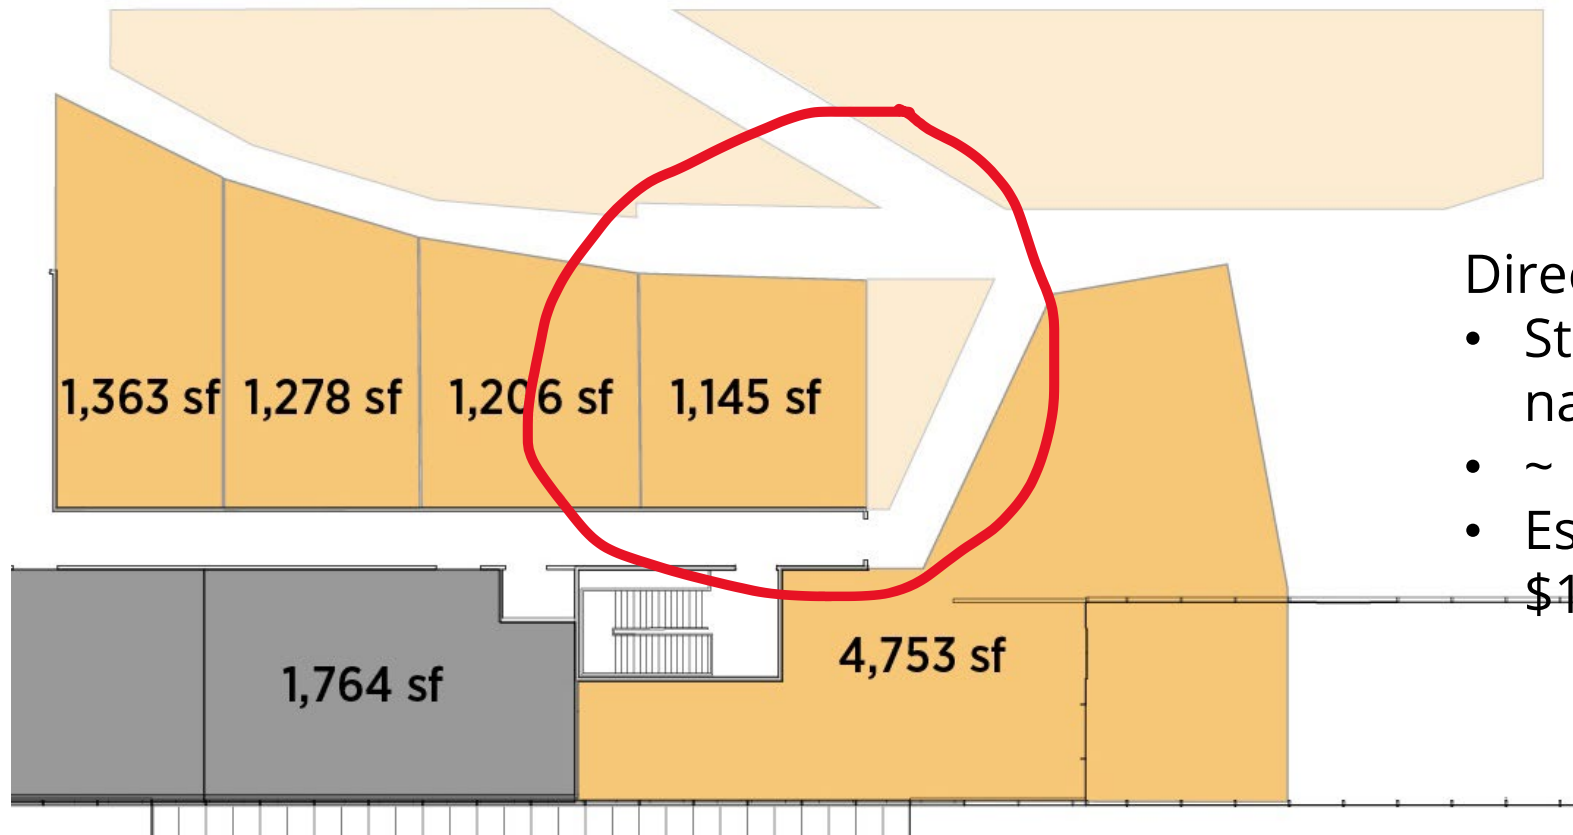 1,363 sf
1,278 sf
1,206 sf
1,145 sf
1,764 sf
4,753 sf
• ~